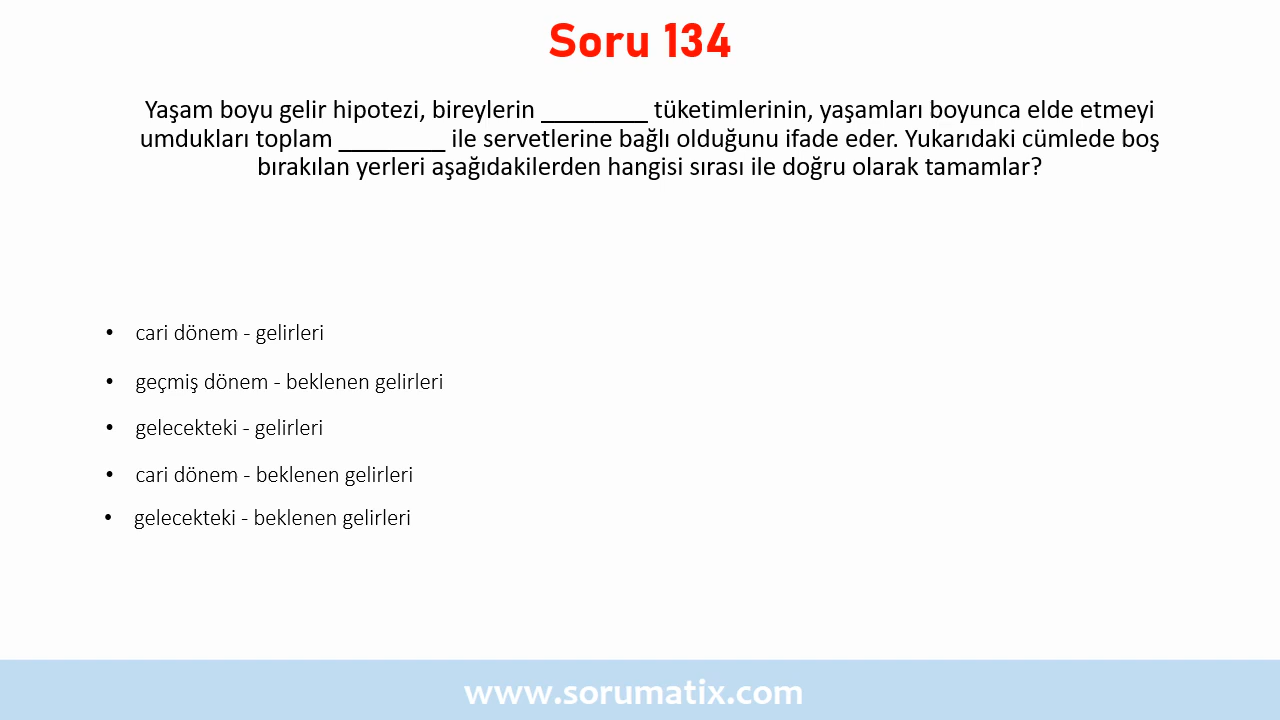 Soru 134
Yaşam boyu gelir hipotezi, bireylerin ________ tüketimlerinin, yaşamları boyunca elde etmeyi
umdukları toplam ________ ile servetlerine bağlı olduğunu ifade eder. Yukarıdaki cümlede boş
bırakılan yerleri aşağıdakilerden hangisi sırası ile doğru olarak tamamlar?
• cari dönem - gelirleri
• geçmiş dönem - beklenen gelirleri
• gelecekteki - gelirleri
• cari dönem - beklenen gelirleri
• gelecekteki - beklenen gelirleri
www.sorumatix.com